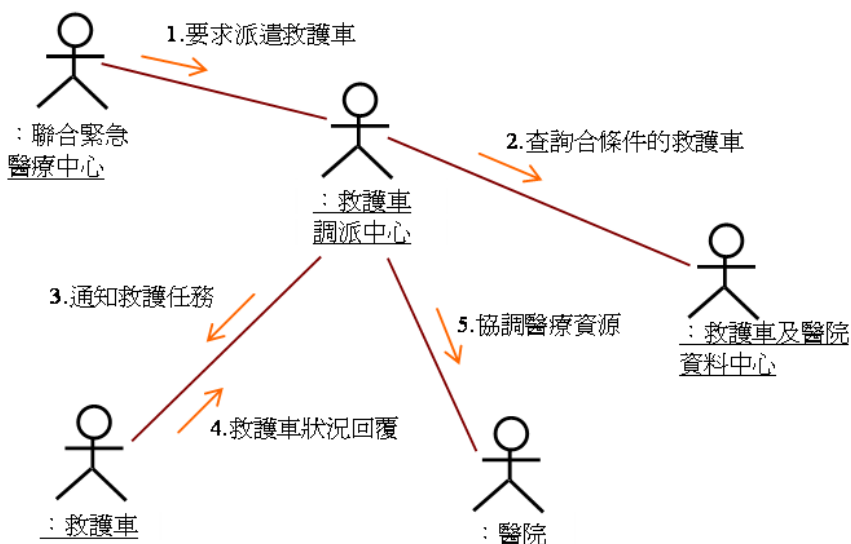 1.要求派遣救護車
：聯合緊急
醫療中心
2.查詢合條件的救護車
：救護車
調派中心
3.通知救護任務
5.協調醫療資源
：救護車及醫院
資料中心
4.救護車狀況回覆
：救護車
：醫院